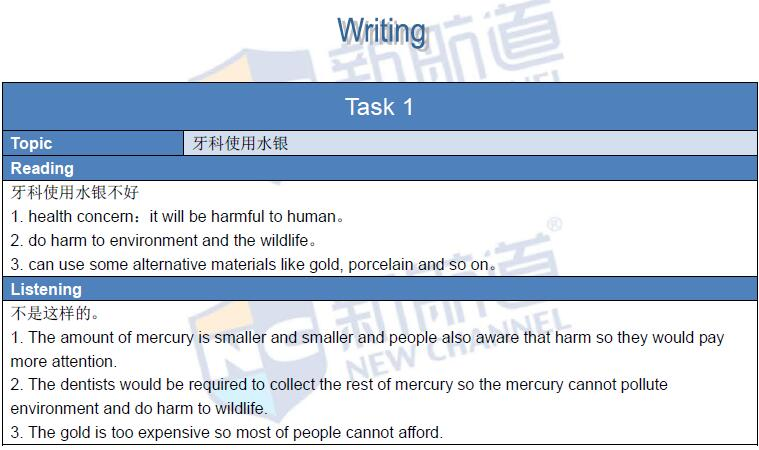 Writing
Task 1
Topic 牙科使用水银
Reading
牙科使用水银不好
1. health concern：it will be harmful to human。
2. do harm to environment and the wildlife。
3. can use some alternative materials like gold, porcelain and so on。
Listening
不是这样的。
1. The amount of mercury is smaller and smaller and people also aware that harm so they would pay
more attention.
2. The dentists would be required to collect the rest of mercury so the mercury cannot pollute
environment and do harm to wildlife.
3. The gold is too expensive so most of people cannot afford.
新航道
NEW CHANNEL
®